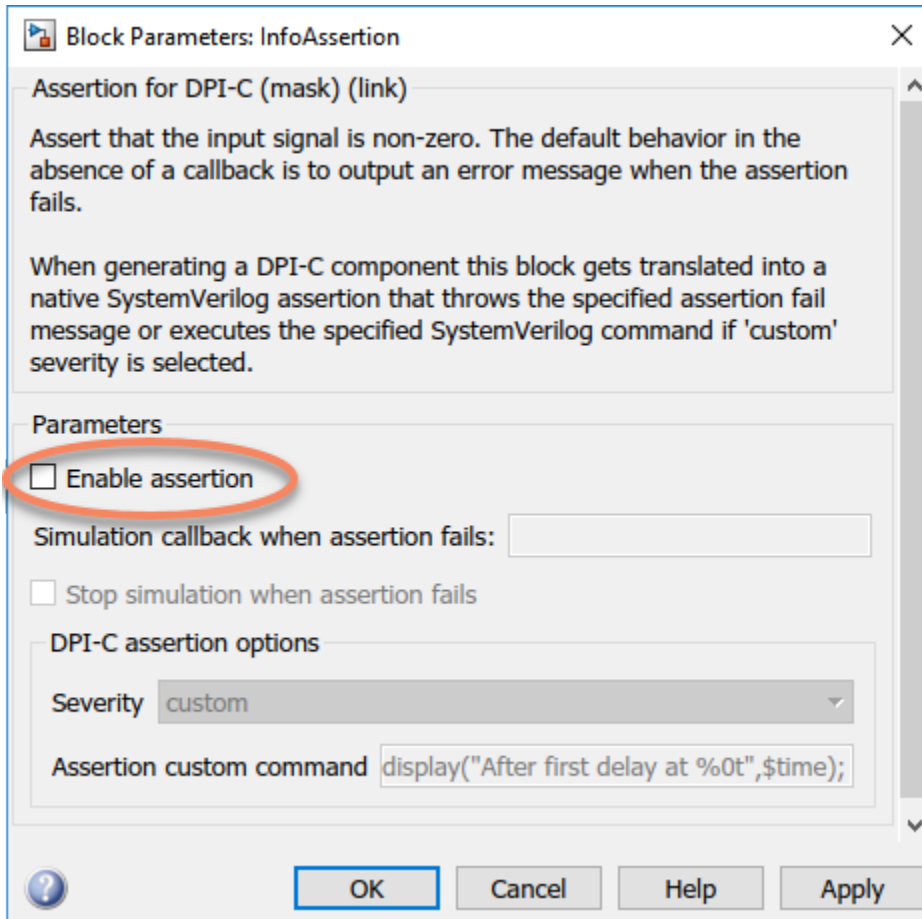 Block Parameters: InfoAssertion
Assertion for DPI-C (mask) (link)
Assert that the input signal is non-zero. The default behavior in the
absence of a callback is to output an error message when the assertion
fails.
When generating a DPI-C component this block gets translated into a
native SystemVerilog assertion that throws the specified assertion fail
message or executes the specified SystemVerilog command if 'custom'
severity is selected.
Parameters
Enable assertion
Simulation callback when assertion fails:
Stop simulation when assertion fails
DPI-C assertion options
Severity custom
Assertion custom command display("After first delay at %0t",$time);
? OK Cancel Help Apply